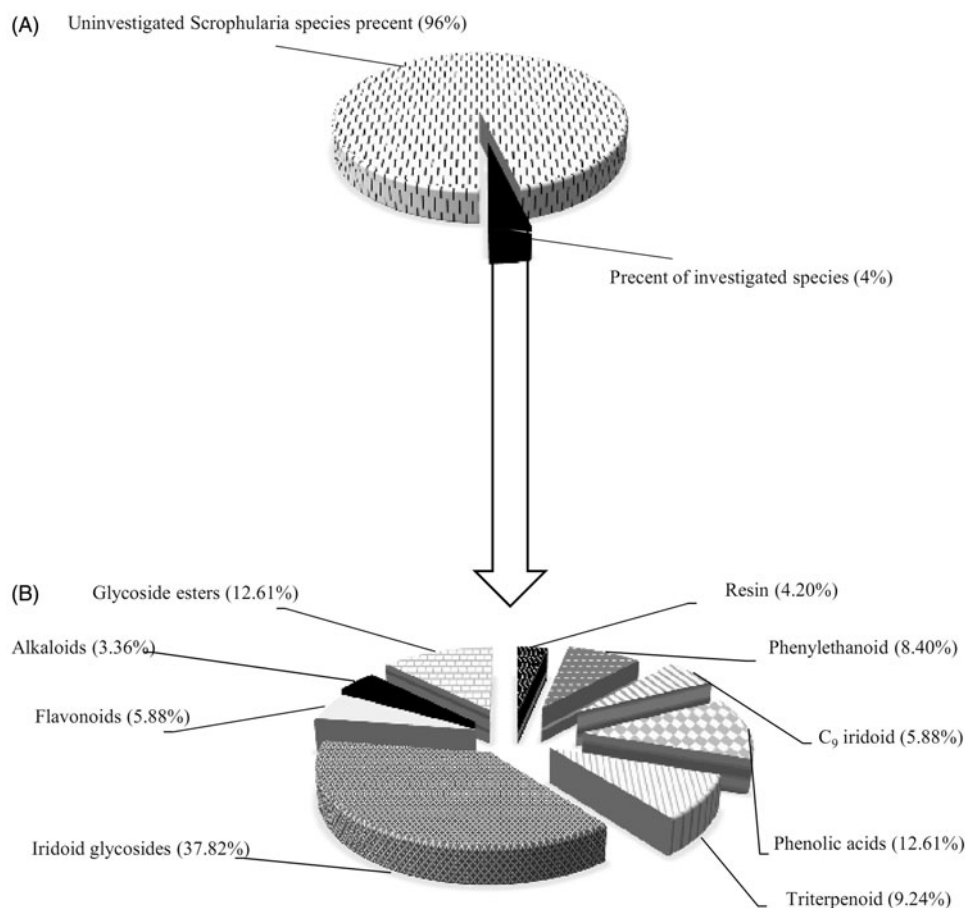 (A)
Uninvestigated Scrophularia species precent (96%)
Precent of investigated species (4%)
(B)
Glycoside esters (12.61%)
Resin (4.20%)
Alkaloids (3.36%)
Phenylethanoid (8.40%)
Flavonoids (5.88%)
C₉ iridoid (5.88%)
Iridoid glycosides (37.82%)
Phenolic acids (12.61%)
Triterpenoid (9.24%)